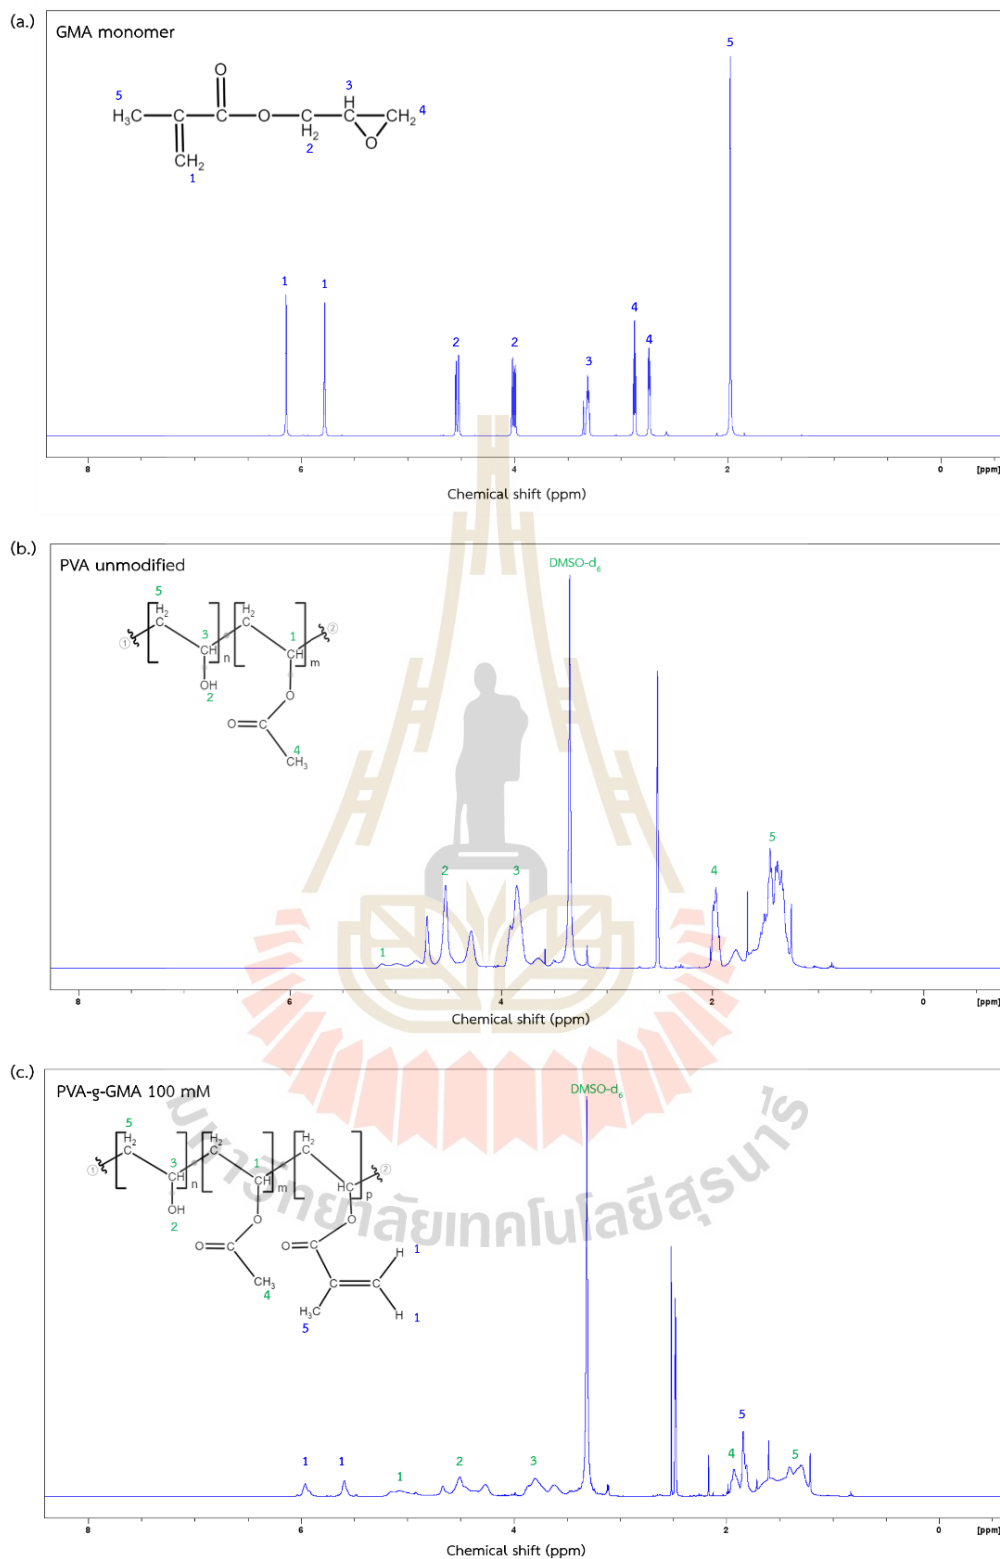 (a.)
GMA monomer
5
O
H₃C
C
C
O
C
H₂
2
3
H
C
CH₂
4
O
CH₂
1
1
1
2
2
3
4
4
5
8
6
4
2
0
[ppm]
Chemical shift (ppm)
(b.)
PVA unmodified
DMSO-d₆
5
H₂
C
3
CH
n
OH
2
H₂
C
1
CH
m
O
O
C
4
CH₃
①
②
1
2
3
4
5
8
6
4
2
0
[ppm]
Chemical shift (ppm)
(c.)
PVA-g-GMA 100 mM
DMSO-d₆
5
H₂
C
3
CH
n
OH
2
H₂
C
1
CH
m
O
O
C
CH₃
4
H₂
C
HC
p
O
O
C
C
C
H
1
H
1
H₃C
5
①
②
มหาวิทยาลัยเทคโนโลยีสุรนารี
1
1
1
2
3
4
5
5
8
6
4
2
0
[ppm]
Chemical shift (ppm)